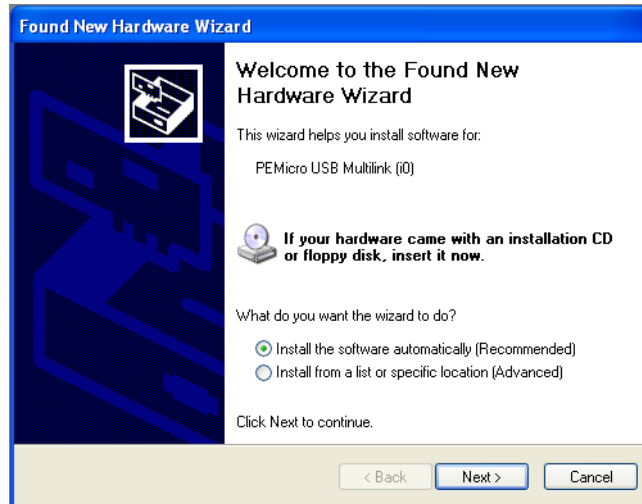 Found New Hardware Wizard
Welcome to the Found New
Hardware Wizard
This wizard helps you install software for:
PEMicro USB Multilink (i0)
If your hardware came with an installation CD
or floppy disk, insert it now.
What do you want the wizard to do?
Install the software automatically (Recommended)
Install from a list or specific location (Advanced)
Click Next to continue.
< Back
Next >
Cancel